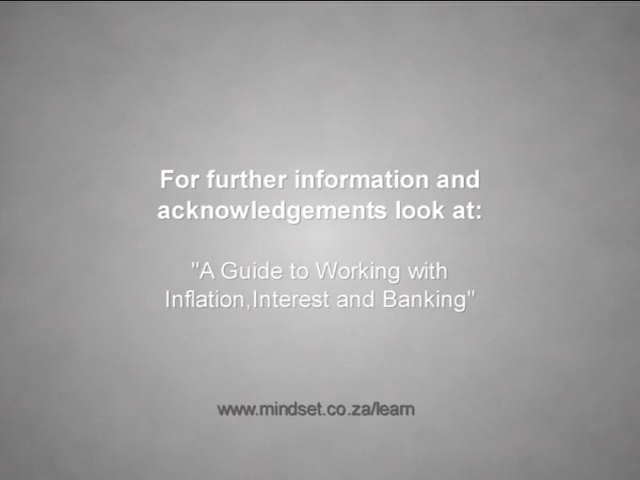 For further information and
acknowledgements look at:
"A Guide to Working with
Inflation,Interest and Banking"
www.mindset.co.za/learn